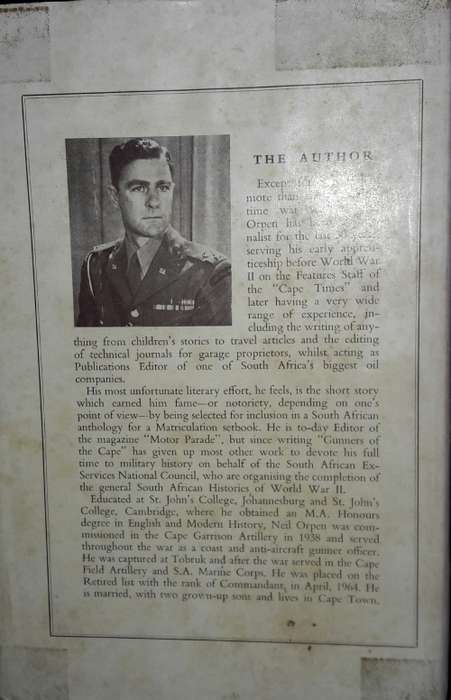 THE AUTHOR
Except for
more than
time war
Orpen has
nalist for the last
serving his early appren-
ticeship before World War
II on the Features Staff of
the "Cape Times" and
later having a very wide
range of experience, in-
cluding the writing of any-
thing from children's stories to travel articles and the editing
of technical journals for garage proprietors, whilst acting as
Publications Editor of one of South Africa's biggest oil
companies.
His most unfortunate literary effort, he feels, is the short story
which earned him fame—or notoriety, depending on one's
point of view—by being selected for inclusion in a South African
anthology for a Matriculation setbook. He is to-day Editor of
the magazine "Motor Parade", but since writing "Gunners of
the Cape" has given up most other work to devote his full
time to military history on behalf of the South African Ex-
Services National Council, who are organising the completion of
the general South African Histories of World War II.
Educated at St. John's College, Johannesburg and St. John's
College, Cambridge, where he obtained an M.A. Honours
degree in English and Modern History, Neil Orpen was com-
missioned in the Cape Garrison Artillery in 1938 and served
throughout the war as a coast and anti-aircraft gunner officer.
He was captured at Tobruk and after the war served in the Cape
Field Artillery and S.A. Marine Corps. He was placed on the
Retired list with the rank of Commandant, in April, 1964. He
is married, with two grown-up sons and lives in Cape Town.